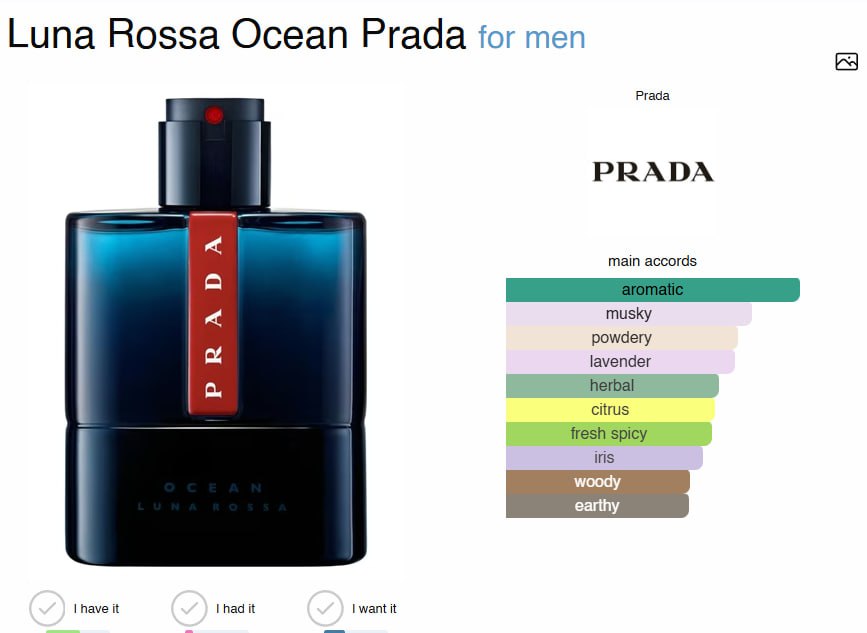 Luna Rossa Ocean Prada for men
Prada
PRADA
main accords
aromatic
musky
powdery
lavender
herbal
citrus
fresh spicy
iris
woody
earthy
PRADA
OCEAN
LUNA ROSSA
I have it
I had it
I want it